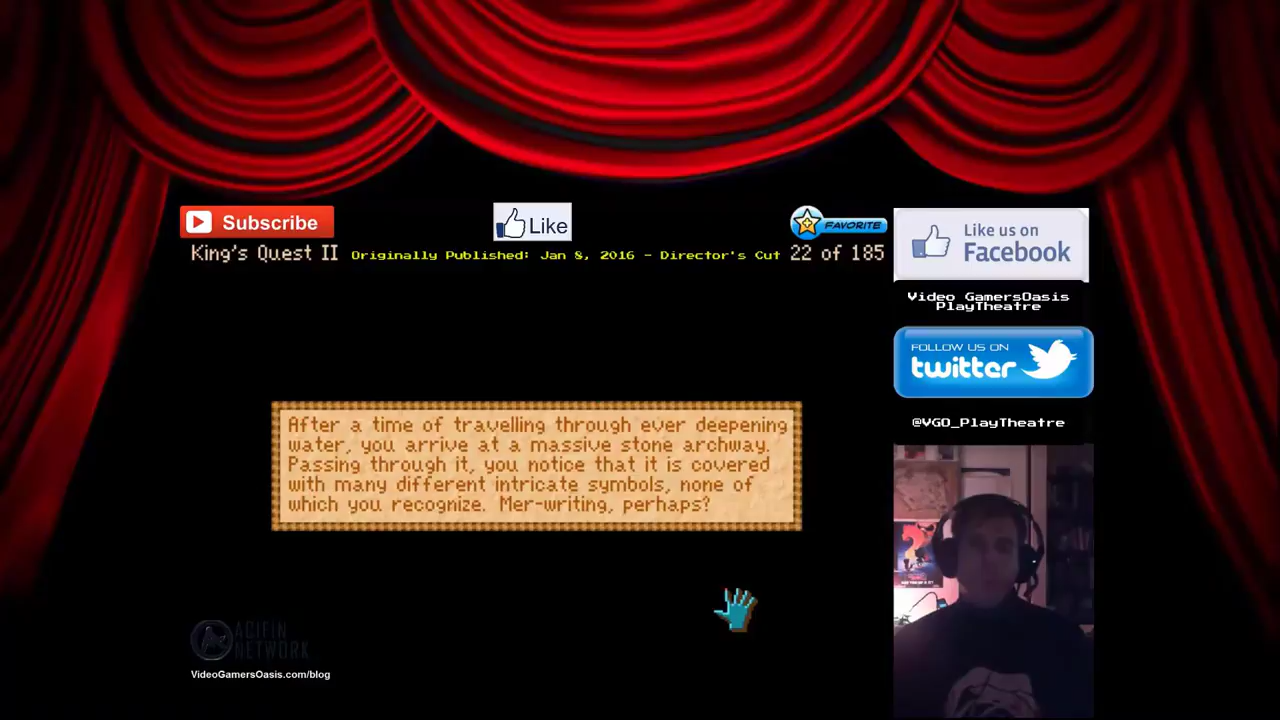 Subscribe
Like
FAVORITE
King's Quest II
Originally Published: Jan 8, 2016 - Director's Cut
22 of 185
Like us on
Facebook
Video GamersOasis
PlayTheatre
FOLLOW US ON
twitter
@VGO_PlayTheatre
After a time of travelling through ever deepening
water, you arrive at a massive stone archway.
Passing through it, you notice that it is covered
with many different intricate symbols, none of
which you recognize. Mer-writing, perhaps?
ACIFIN
NETWORK
VideoGamersOasis.com/blog